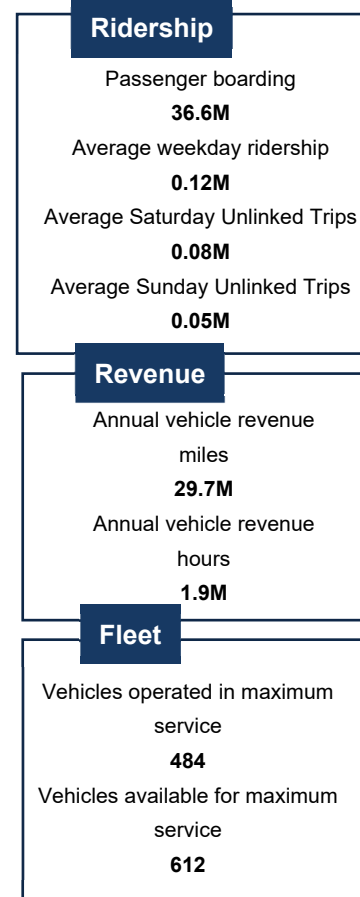 Ridership
Passenger boarding
36.6M
Average weekday ridership
0.12M
Average Saturday Unlinked Trips
0.08M
Average Sunday Unlinked Trips
0.05M
Revenue
Annual vehicle revenue
miles
29.7M
Annual vehicle revenue
hours
1.9M
Fleet
Vehicles operated in maximum
service
484
Vehicles available for maximum
service
612